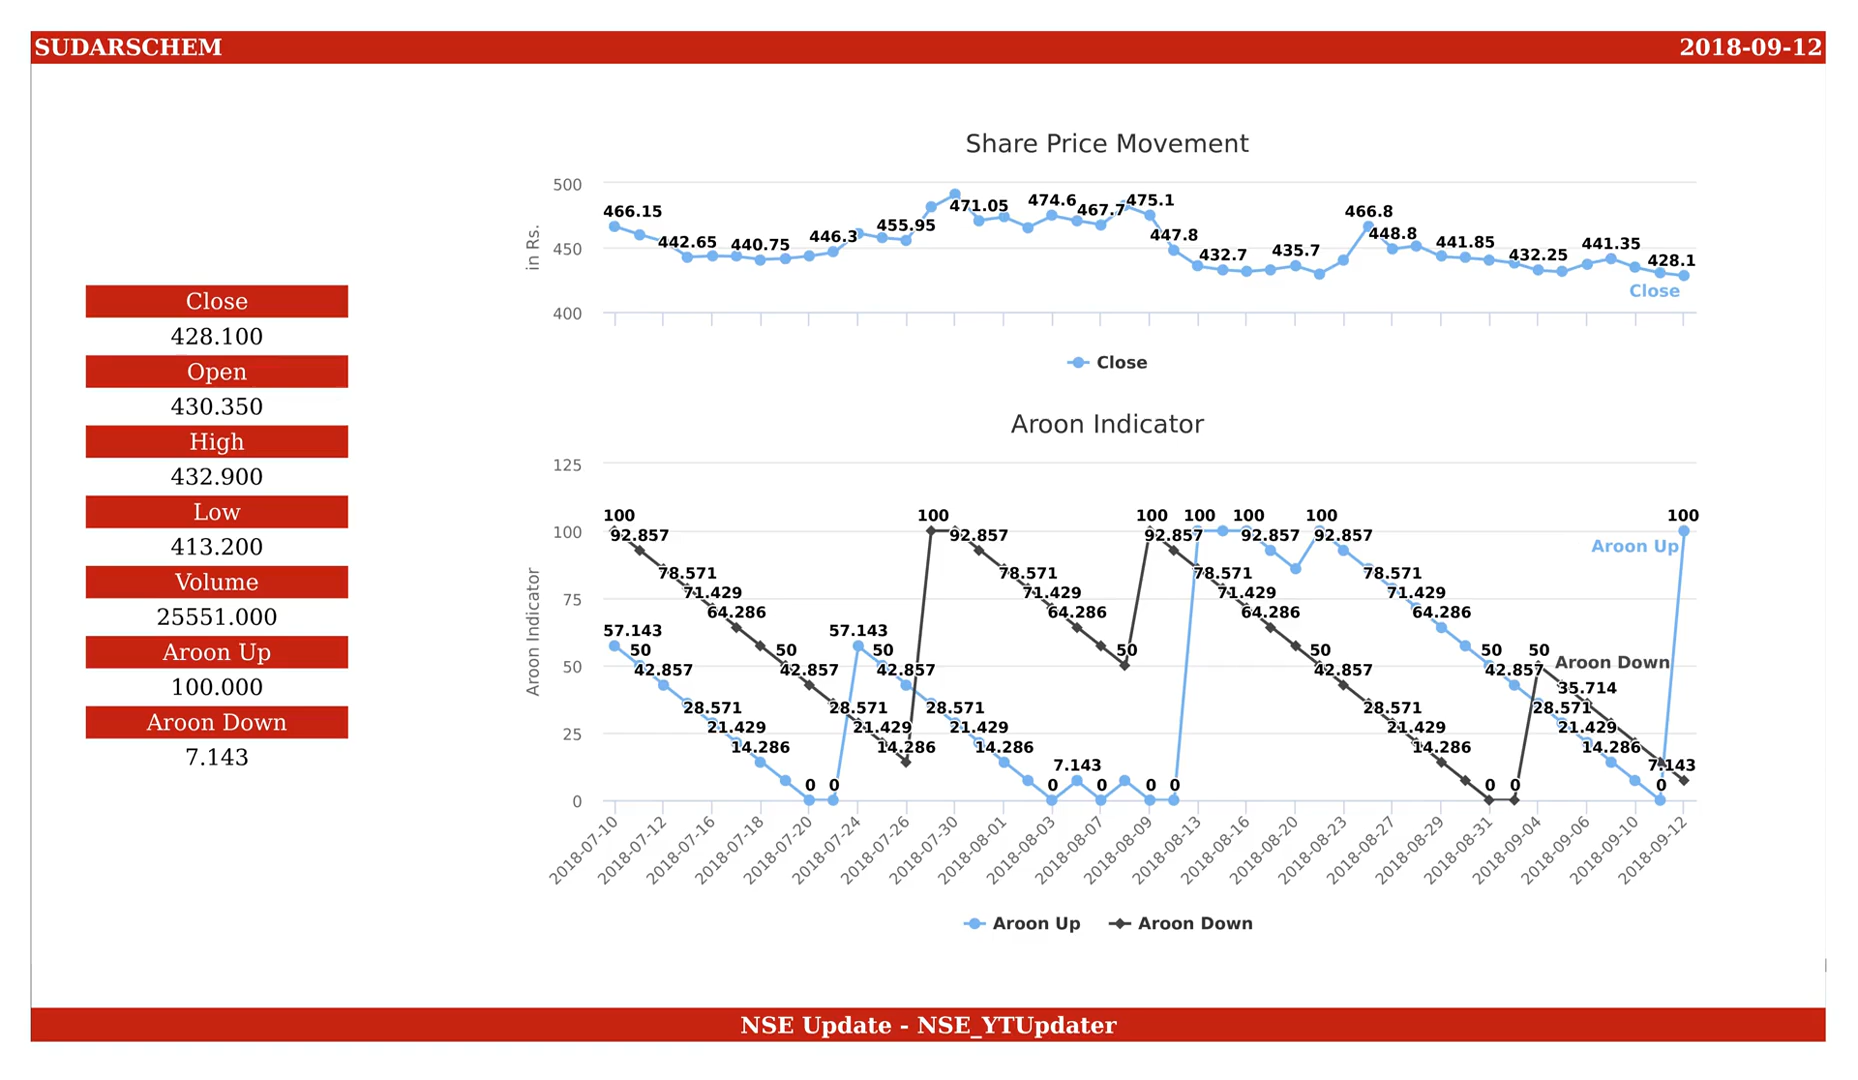 SUDARSCHEM 2018-09-12
Close
428.100
Open
430.350
High
432.900
Low
413.200
Volume
25551.000
Aroon Up
100.000
Aroon Down
7.143
Share Price Movement
in Rs.
500
450
400
466.15 442.65 440.75 446.3 455.95 471.05 474.6 467.7 475.1 447.8 432.7 435.7 466.8 448.8 441.85 432.25 441.35 428.1
Close
Close
Aroon Indicator
Aroon Indicator
125
100
75
50
25
0
100 100 100 100 100 100 100
92.857 92.857 92.857 92.857 92.857
Aroon Up
78.571 78.571 78.571 78.571
71.429 71.429 71.429 71.429
64.286 64.286 64.286 64.286
57.143 57.143
50 50 50 50 50 50 50
Aroon Down
42.857 42.857 42.857 42.857 42.857
35.714
28.571 28.571 28.571 28.571 28.571
21.429 21.429 21.429 21.429 21.429
14.286 14.286 14.286 14.286 14.286
7.143 7.143
0 0 0 0 0 0 0 0 0
2018-07-10 2018-07-12 2018-07-16 2018-07-18 2018-07-20 2018-07-24 2018-07-26 2018-07-30 2018-08-01 2018-08-03 2018-08-07 2018-08-09 2018-08-13 2018-08-16 2018-08-20 2018-08-23 2018-08-27 2018-08-29 2018-08-31 2018-09-04 2018-09-06 2018-09-10 2018-09-12
Aroon Up Aroon Down
NSE Update - NSE_YTUpdater